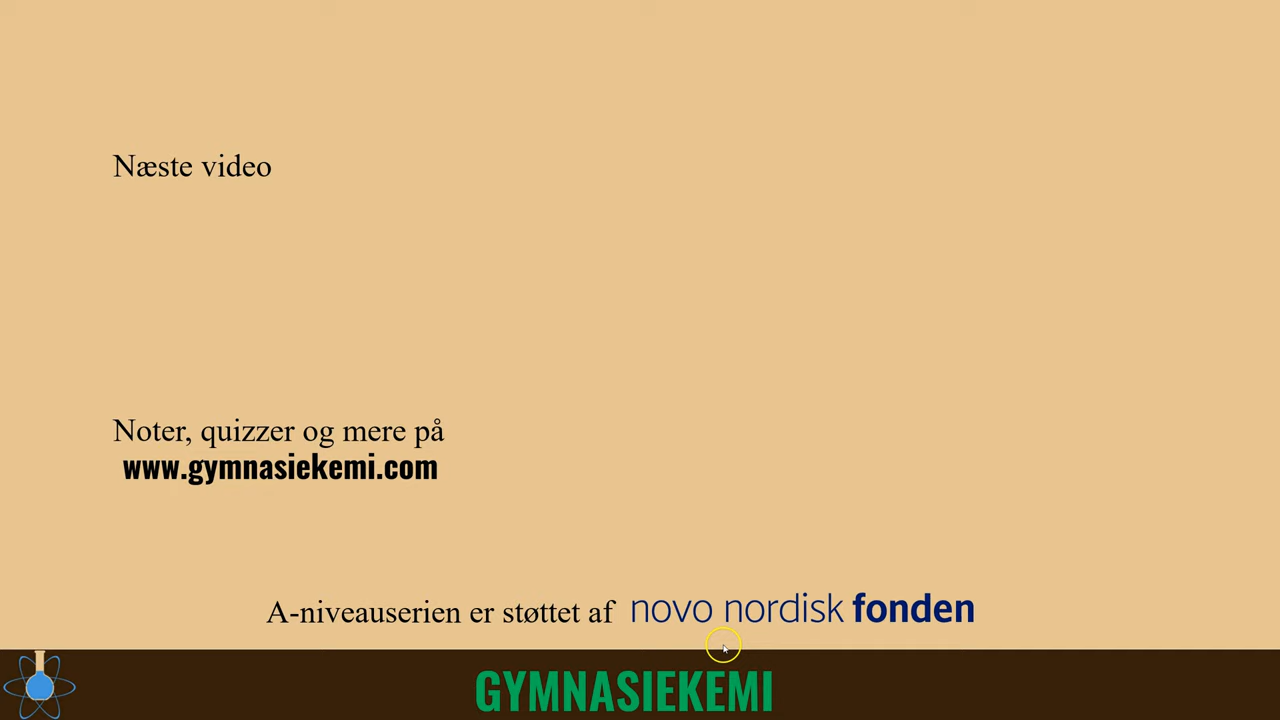 Næste video
Noter, quizzer og mere på
www.gymnasiekemi.com
A-niveauserien er støttet af novo nordisk fonden
GYMNASIEKEMI